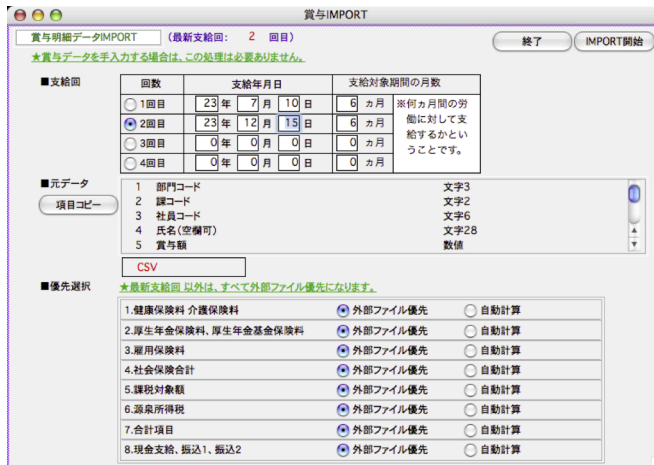 賞与IMPORT
賞与明細データIMPORT (最新支給回: 2 回目) 終了 IMPORT開始
★賞与データを手入力する場合は、この処理は必要ありません。
■支給回 回数 支給年月日 支給対象期間の月数
1回目 23 年 7 月 10 日 6 ヵ月 ※何ヵ月間の労
2回目 23 年 12 月 15 日 6 ヵ月 働に対して支
3回目 0 年 0 月 0 日 0 ヵ月 給するかとい
4回目 0 年 0 月 0 日 0 ヵ月 うことです。
■元データ 1 部門コード 文字3
項目コピー 2 課コード 文字2
3 社員コード 文字6
4 氏名(空欄可) 文字28
5 賞与額 数値
CSV
■優先選択 ★最新支給回 以外は、すべて外部ファイル優先になります。
1.健康保険料 介護保険料 外部ファイル優先 自動計算
2.厚生年金保険料、厚生年金基金保険料 外部ファイル優先 自動計算
3.雇用保険料 外部ファイル優先 自動計算
4.社会保険合計 外部ファイル優先 自動計算
5.課税対象額 外部ファイル優先 自動計算
6.源泉所得税 外部ファイル優先 自動計算
7.合計項目 外部ファイル優先 自動計算
8.現金支給、振込1、振込2 外部ファイル優先 自動計算